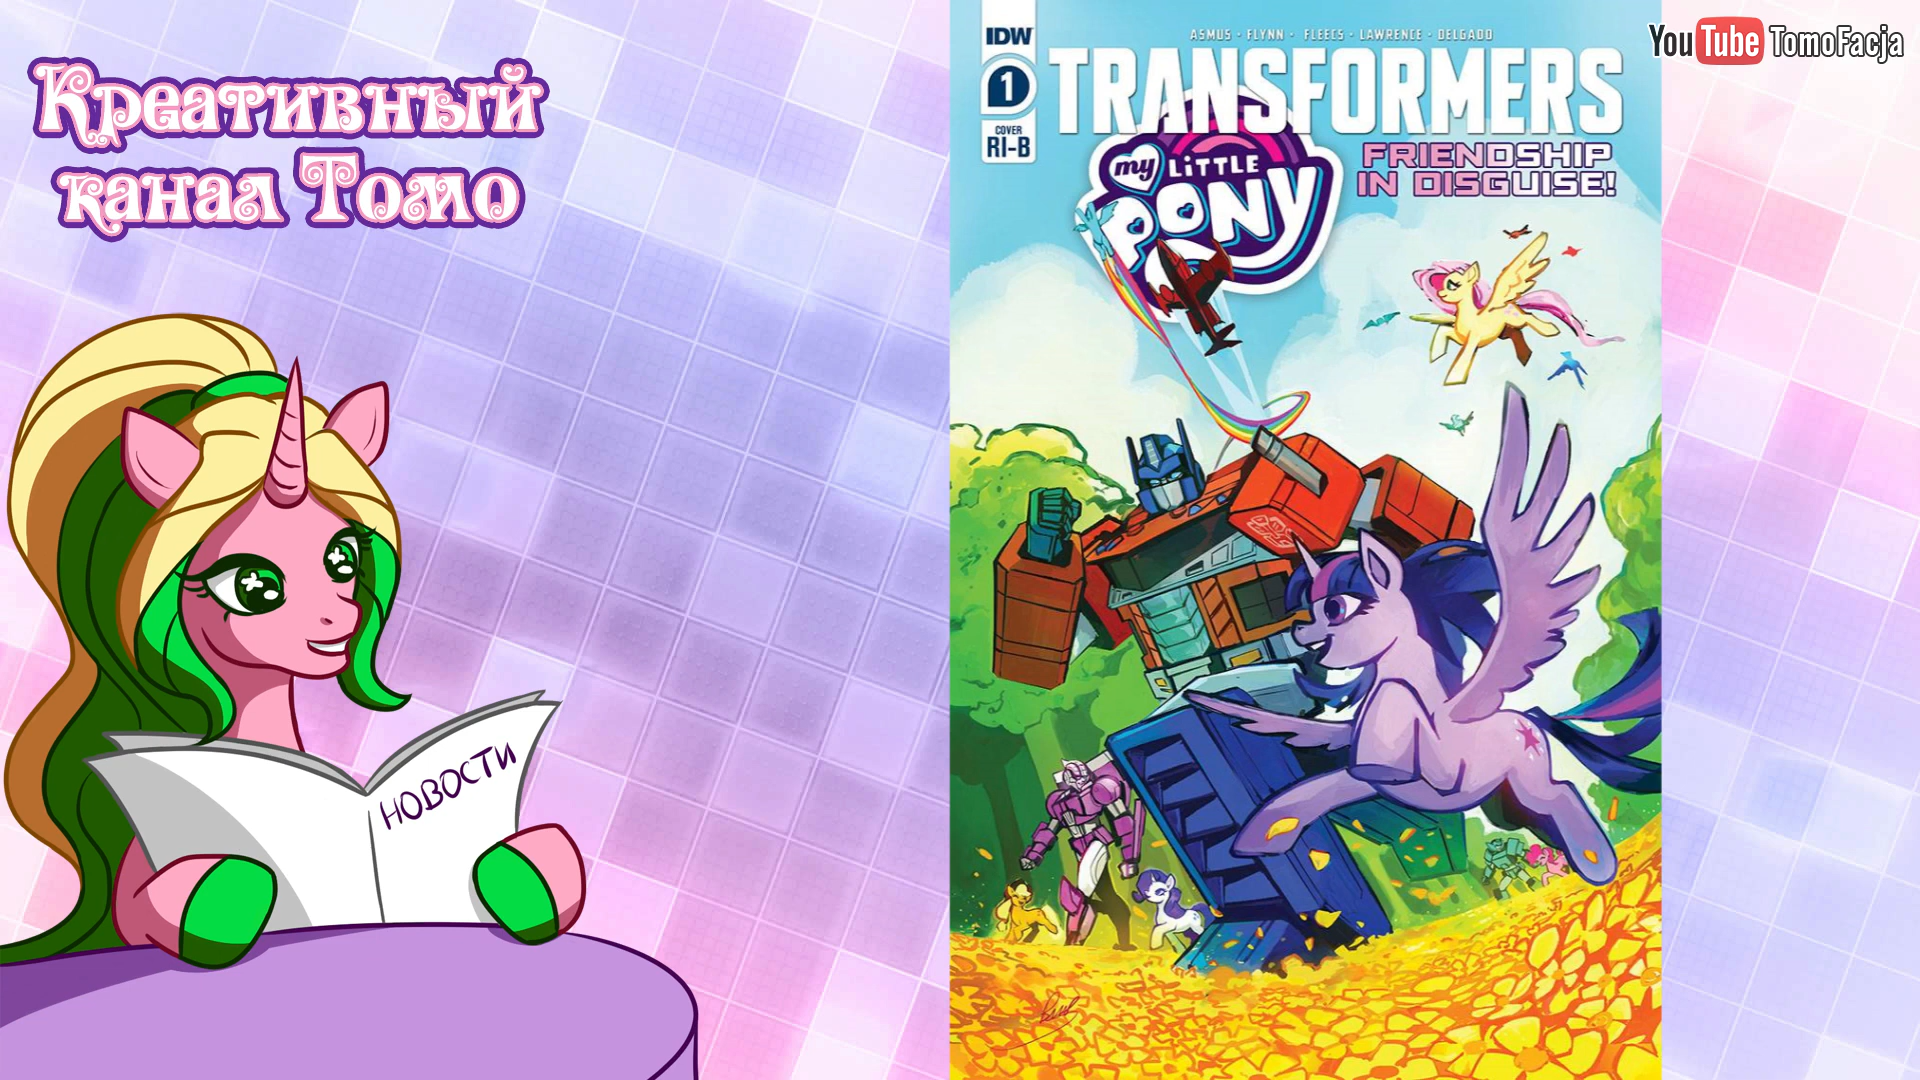 Креативный
канал Томо
НОВОСТИ
IDW
1
COVER
RI-B
ASMUS · FLYNN · FLEECS · LAWRENCE · DELGADO
TRANSFORMERS
my LITTLE
PONY
FRIENDSHIP
IN DISGUISE!
YouTube TomoFacja